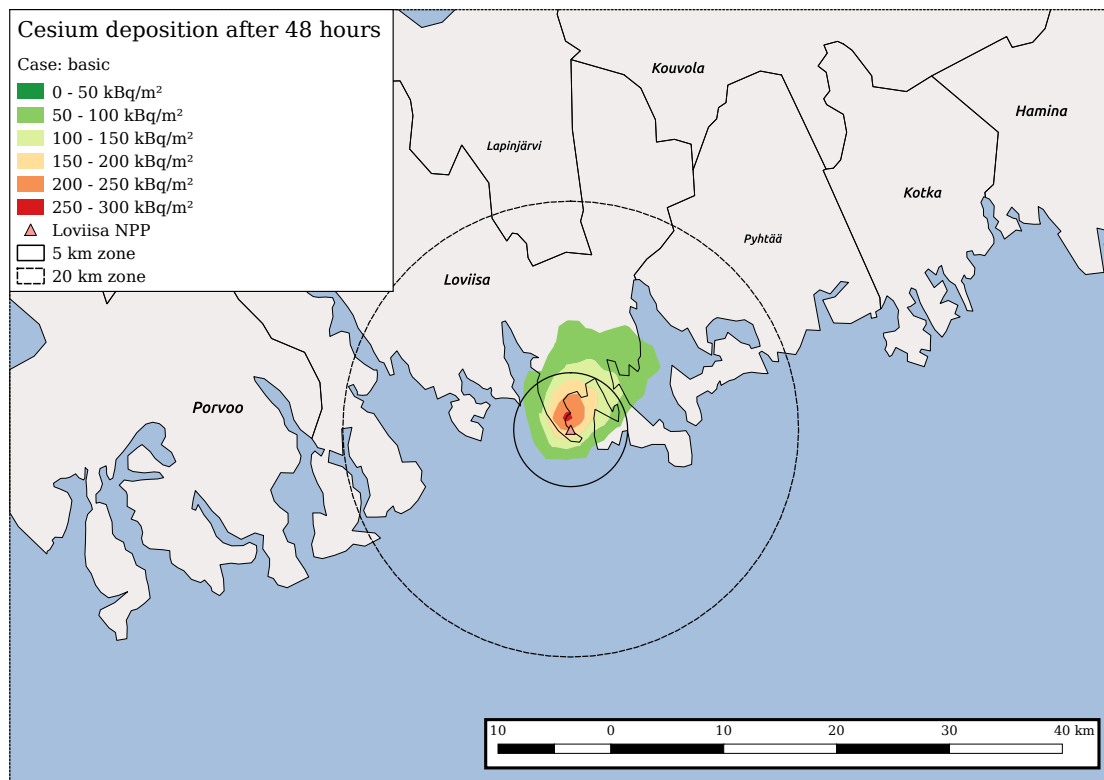 Cesium deposition after 48 hours
Case: basic
0 - 50 kBq/m²
50 - 100 kBq/m²
100 - 150 kBq/m²
150 - 200 kBq/m²
200 - 250 kBq/m²
250 - 300 kBq/m²
Loviisa NPP
5 km zone
20 km zone
Kouvola
Hamina
Lapinjärvi
Kotka
Pyhtää
Loviisa
Porvoo
10 0 10 20 30 40 km